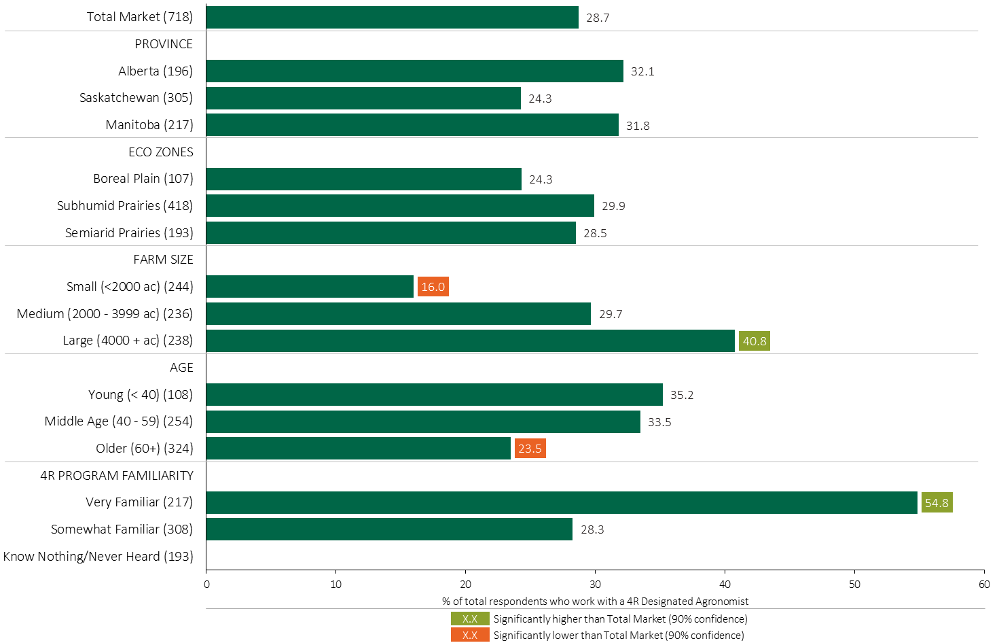 Total Market (718) 28.7
PROVINCE
Alberta (196) 32.1
Saskatchewan (305) 24.3
Manitoba (217) 31.8
ECO ZONES
Boreal Plain (107) 24.3
Subhumid Prairies (418) 29.9
Semiarid Prairies (193) 28.5
FARM SIZE
Small (<2000 ac) (244) 16.0
Medium (2000 - 3999 ac) (236) 29.7
Large (4000 + ac) (238) 40.8
AGE
Young (< 40) (108) 35.2
Middle Age (40 - 59) (254) 33.5
Older (60+) (324) 23.5
4R PROGRAM FAMILIARITY
Very Familiar (217) 54.8
Somewhat Familiar (308) 28.3
Know Nothing/Never Heard (193)
0 10 20 30 40 50 60
% of total respondents who work with a 4R Designated Agronomist
X.X Significantly higher than Total Market (90% confidence)
X.X Significantly lower than Total Market (90% confidence)